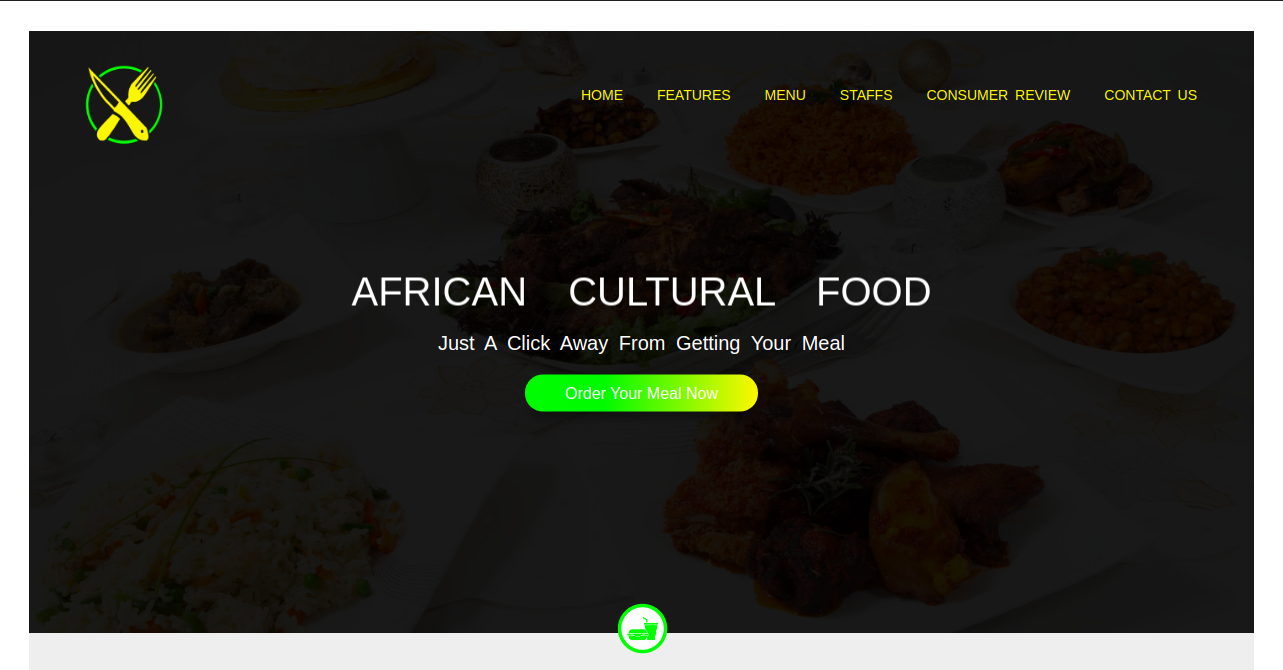 HOME FEATURES MENU STAFFS CONSUMER REVIEW CONTACT US
AFRICAN CULTURAL FOOD
Just A Click Away From Getting Your Meal
Order Your Meal Now